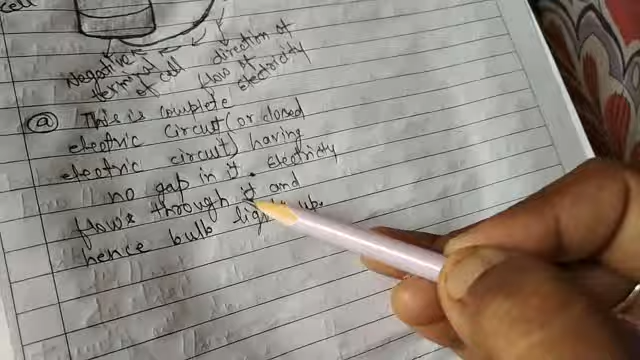 cell
Negative
terminal
of cell
direction of
flow of
electricity
(a) This is complete
electric circuit (or closed
electric circuit) having
no gap in it. Electricity
flows through it and
hence bulb lights up.